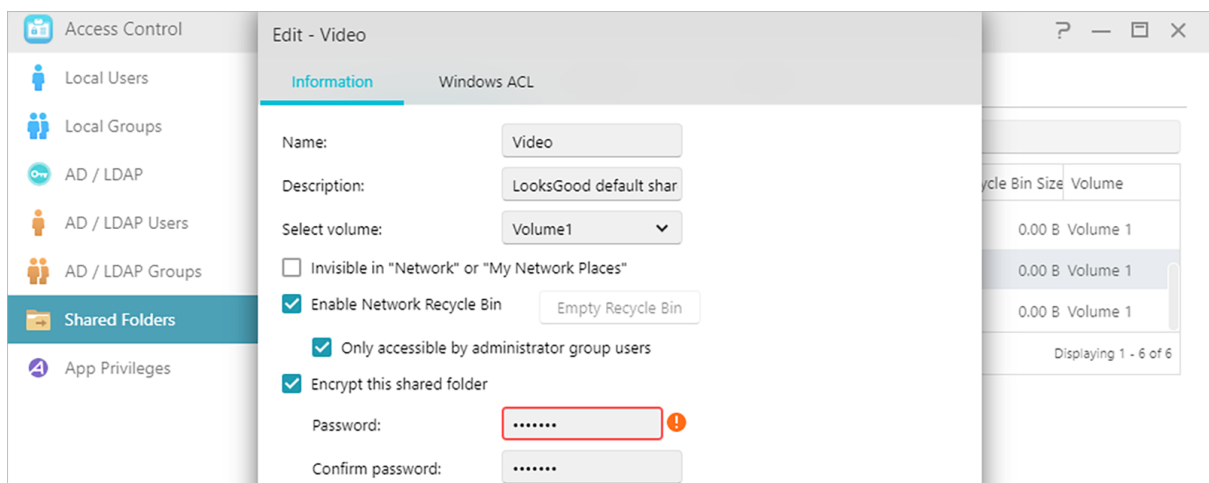 Access Control
Local Users
Local Groups
AD / LDAP
AD / LDAP Users
AD / LDAP Groups
Shared Folders
App Privileges
Edit - Video
Information
Windows ACL
Name:
Video
Description:
LooksGood default shar
Select volume:
Volume1
Invisible in "Network" or "My Network Places"
Enable Network Recycle Bin
Empty Recycle Bin
Only accessible by administrator group users
Encrypt this shared folder
Password:
•••••••
Confirm password:
•••••••
ycle Bin Size
Volume
0.00 B Volume 1
0.00 B Volume 1
0.00 B Volume 1
Displaying 1 - 6 of 6